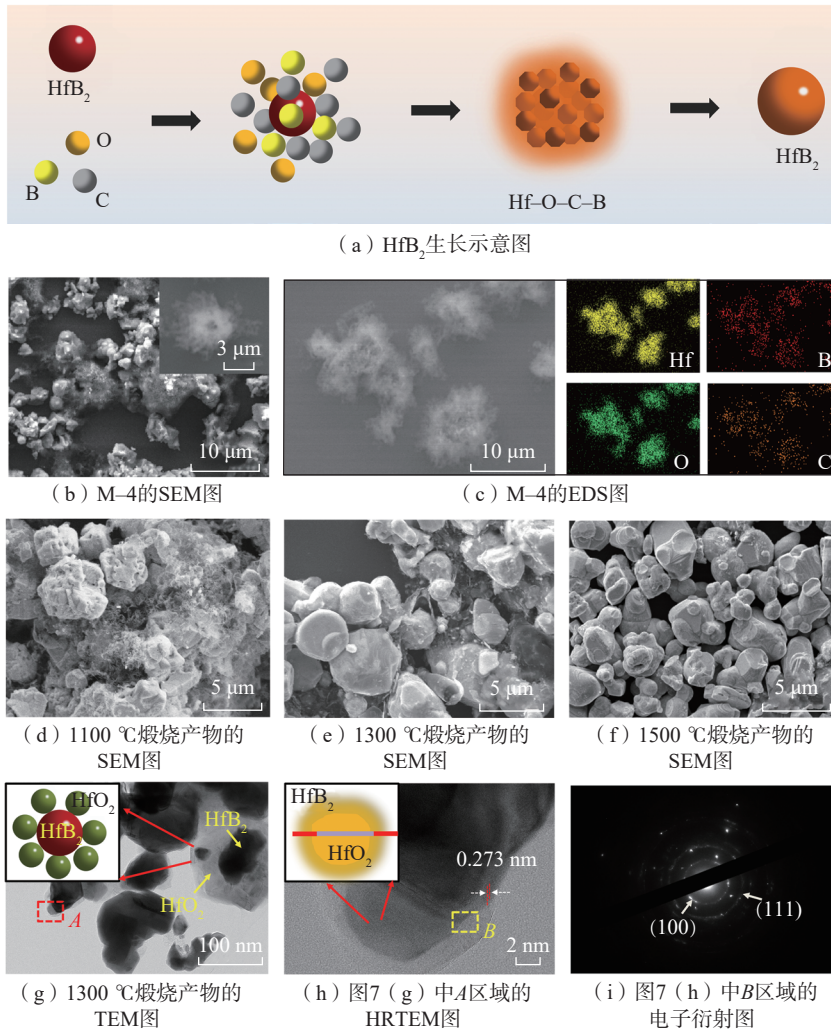 HfB₂
O
B
C
Hf–O–C–B
HfB₂
（a）HfB₂生长示意图
3 μm
10 μm
10 μm
Hf
B
O
C
（b）M–4的SEM图
（c）M–4的EDS图
5 μm
5 μm
5 μm
（d）1100 ℃煅烧产物的
SEM图
（e）1300 ℃煅烧产物的
SEM图
（f）1500 ℃煅烧产物的
SEM图
HfO₂
HfB₂
HfB₂
HfO₂
A
100 nm
HfB₂
HfO₂
0.273 nm
B
2 nm
(100)
(111)
（g）1300 ℃煅烧产物的
TEM图
（h）图7（g）中A区域的
HRTEM图
（i）图7（h）中B区域的
电子衍射图